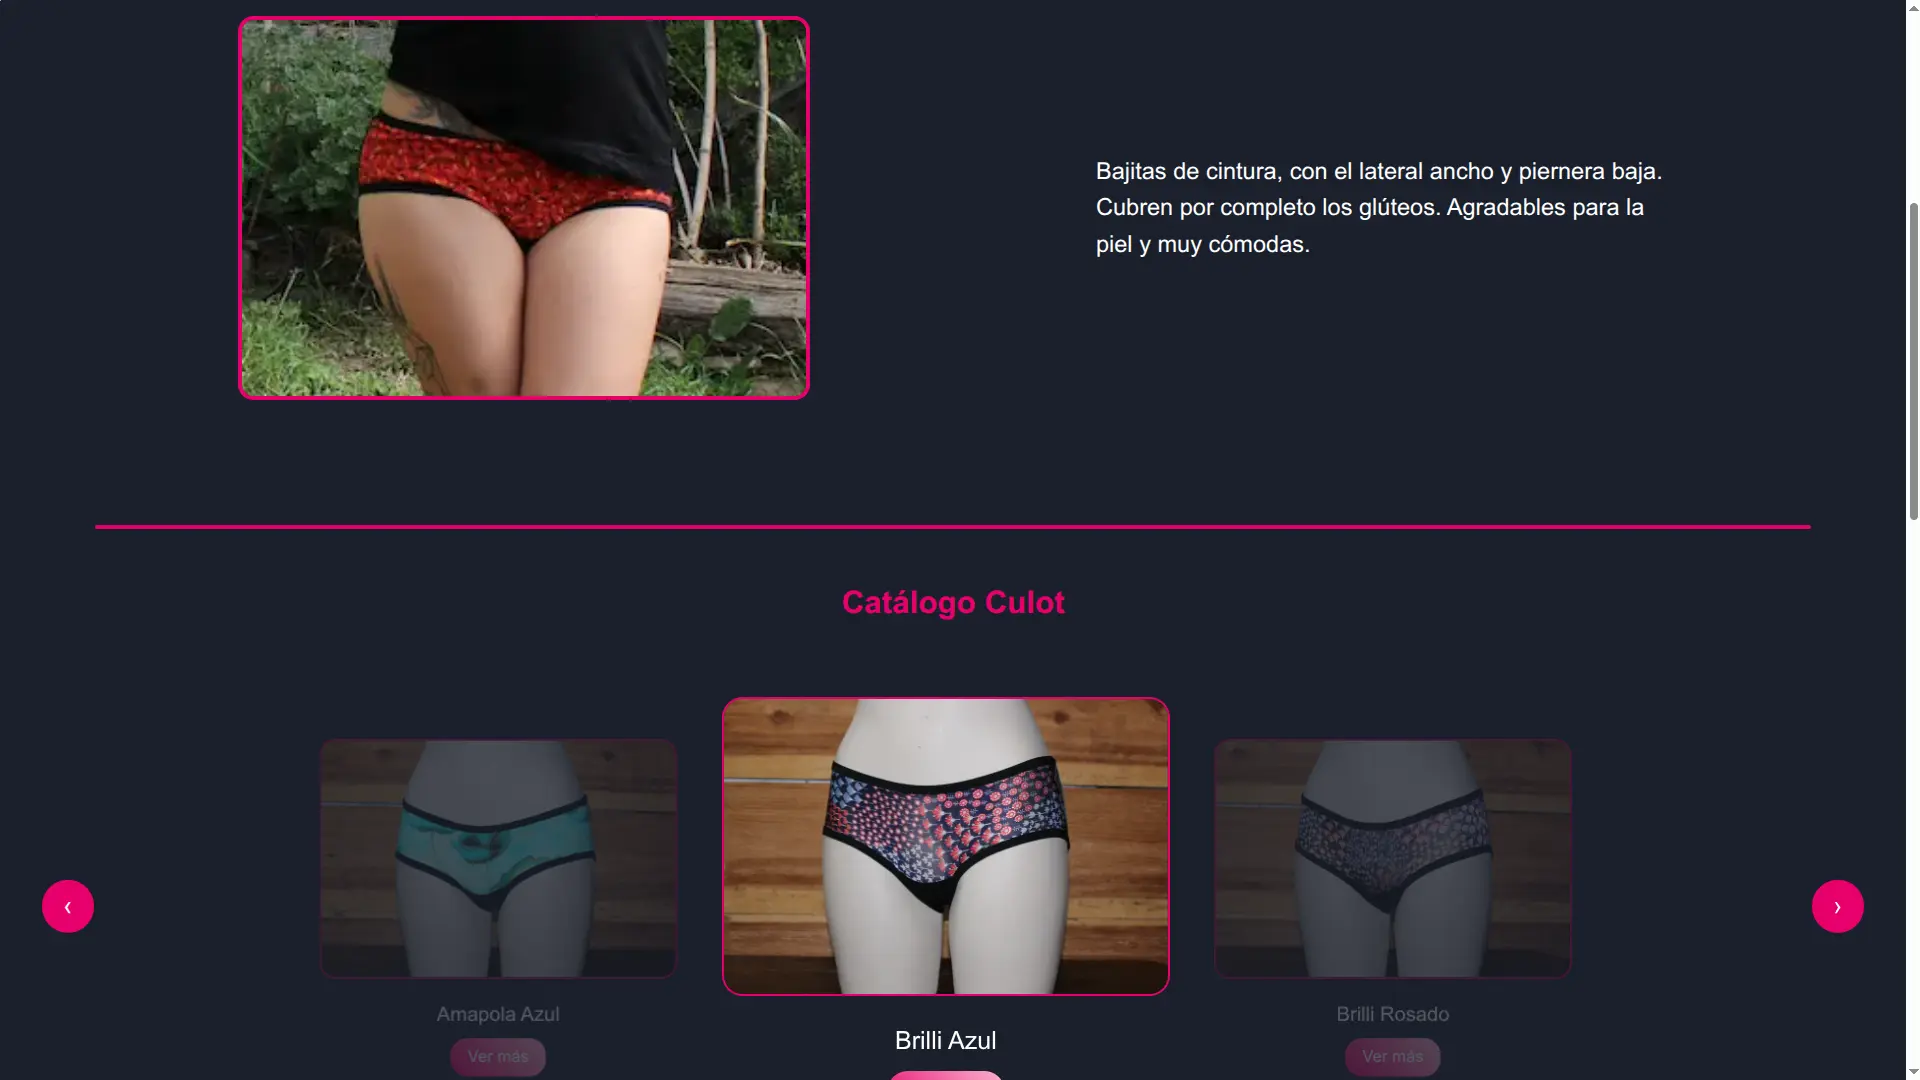 Bajitas de cintura, con el lateral ancho y piernera baja.
Cubren por completo los glúteos. Agradables para la
piel y muy cómodas.
Catálogo Culot
‹
›
Amapola Azul
Brilli Azul
Brilli Rosado
Ver más
Ver más